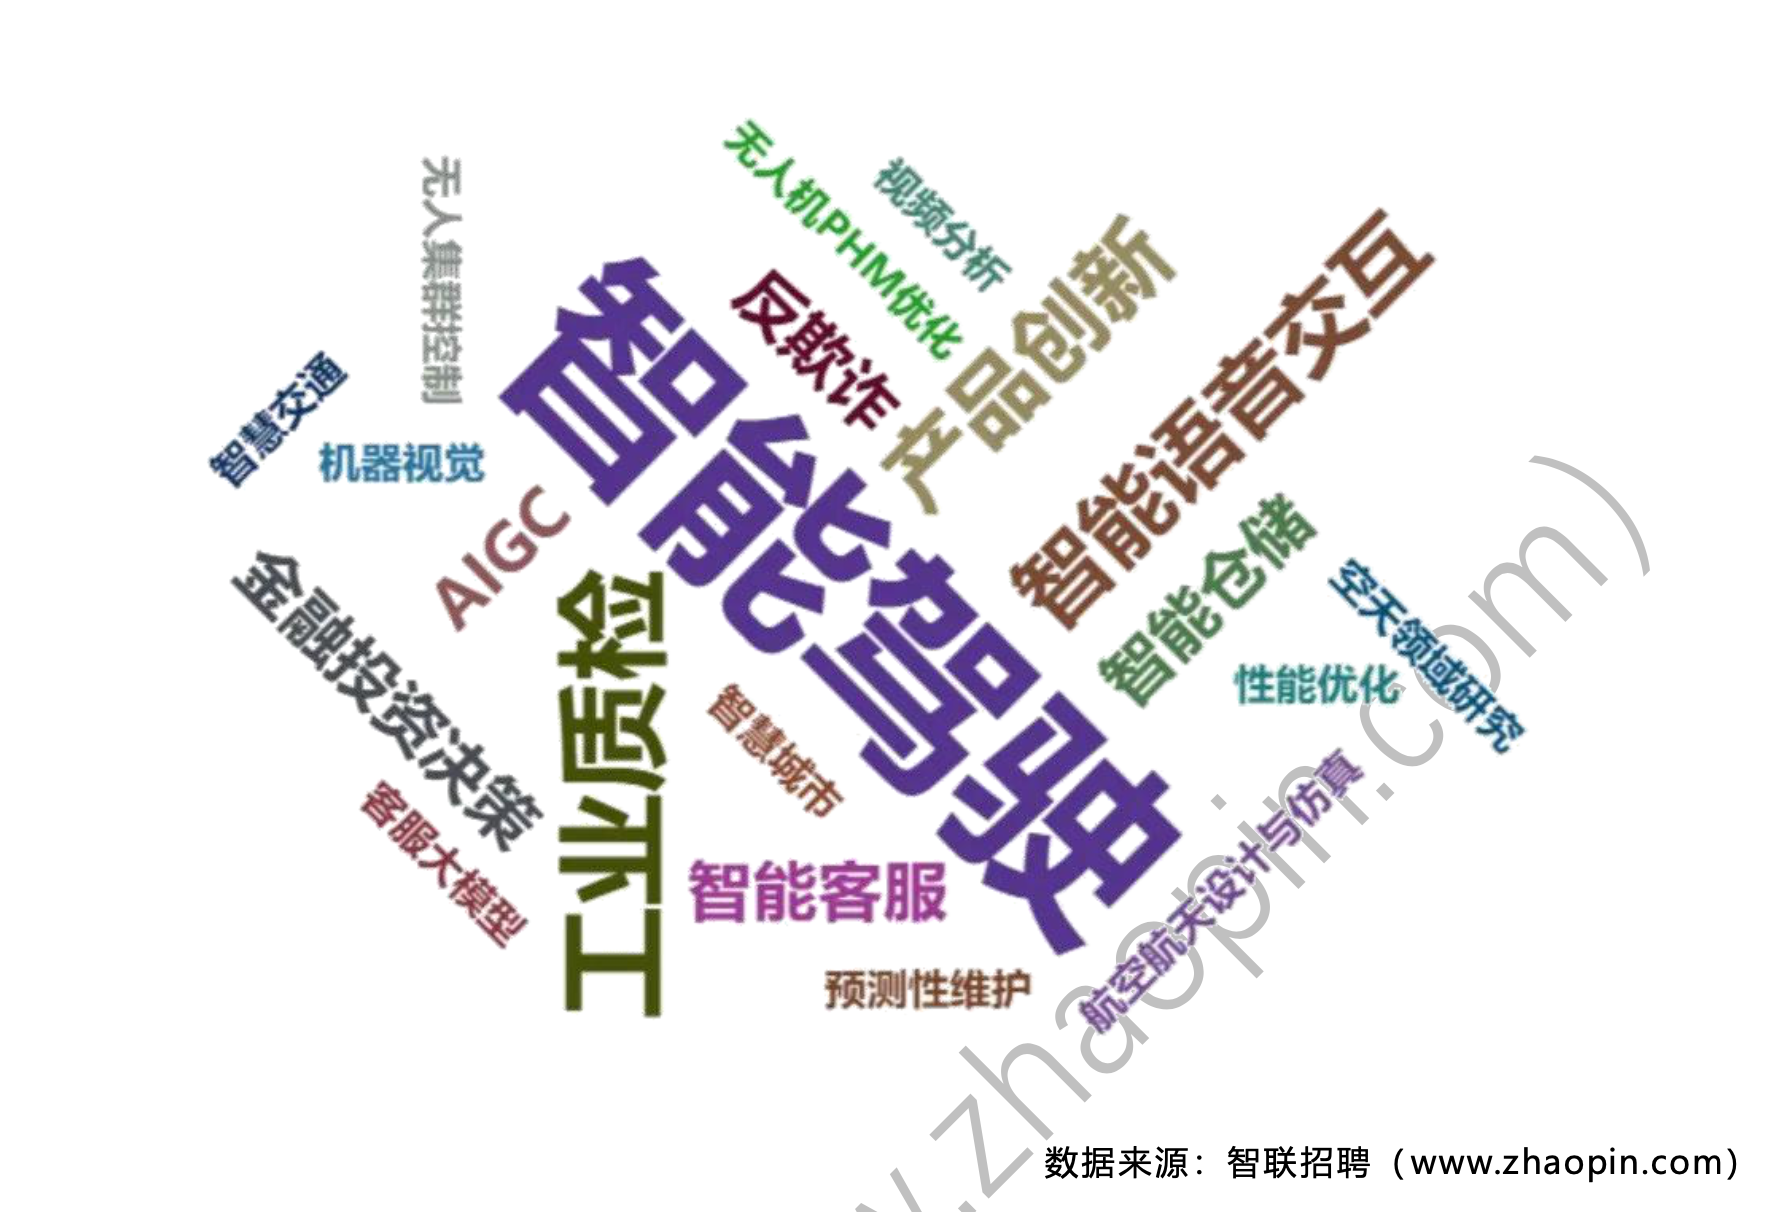 无人机PHM优化
视频分析
无人集群控制
产品创新
智能语音交互
反欺诈
智能驾驶
智慧交通
机器视觉
AIGC
智能仓储
金融投资决策
工业质检
空天领域研究
性能优化
智慧城市
客服大模型
智能客服
航空航天设计与仿真
预测性维护
w.zhaopin.com）
数据来源：智联招聘（www.zhaopin.com）